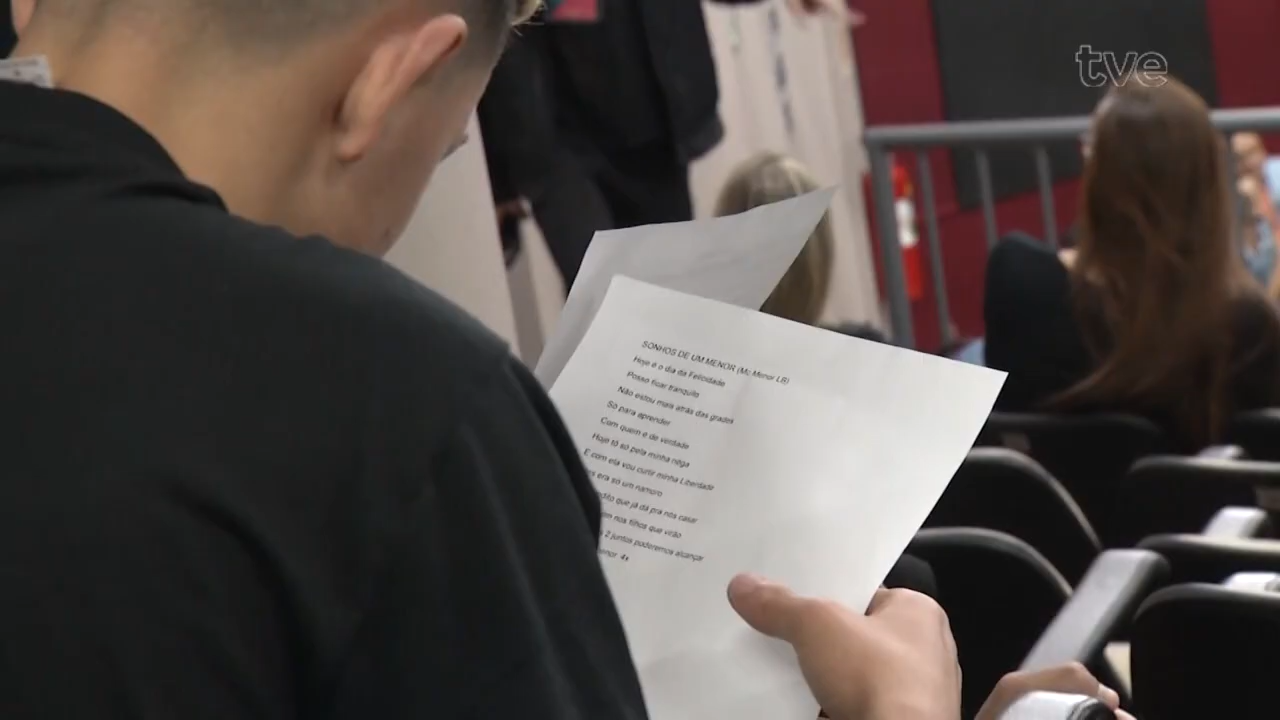 tve
SONHOS DE UM MENOR (Mc Menor LB)
Hoje é o dia da Felicidade
Posso ficar tranquilo
Não estou mais atrás das grades
Só para aprender
Com quem é de verdade
Hoje tô só pela minha nêga
E com ela vou curtir minha Liberdade
era só um namoro
que já dá pra nos casar
nos filhos que virão
2 juntos poderemos alcançar
4x